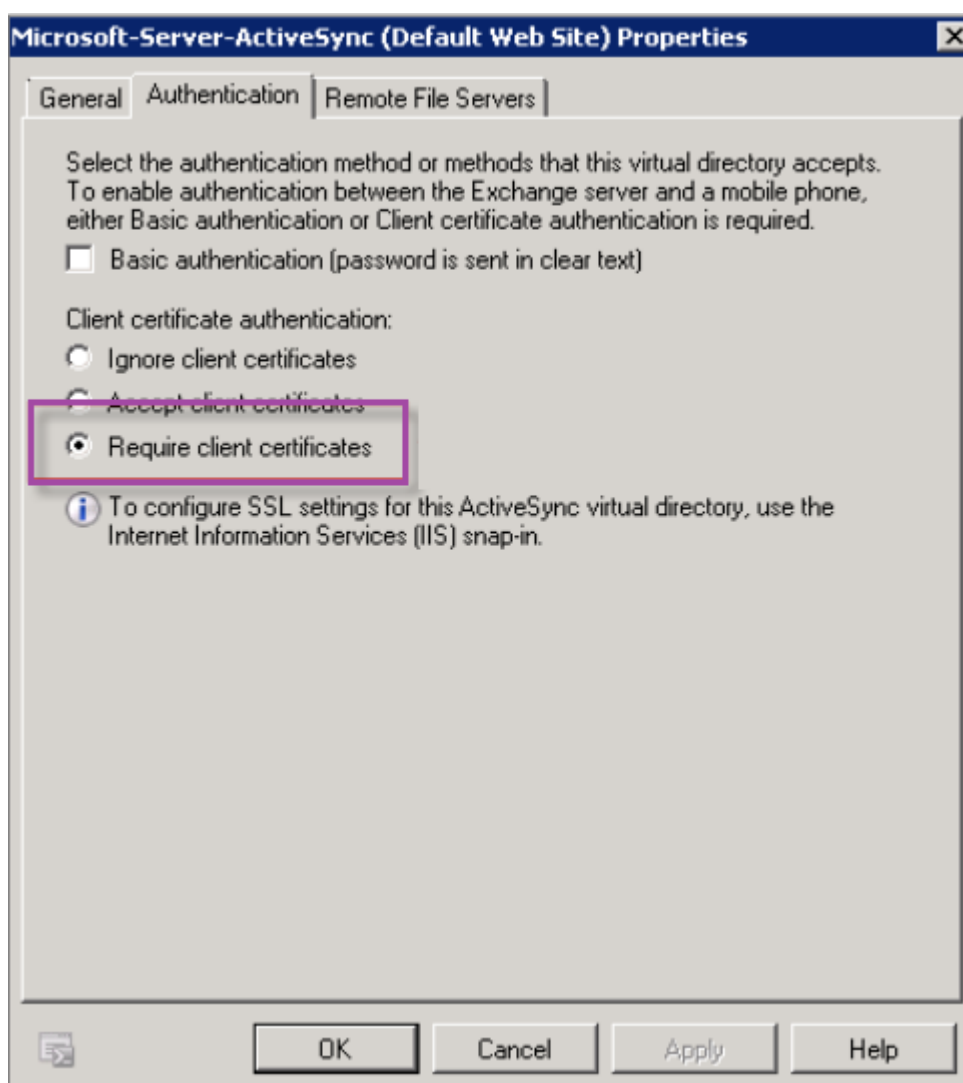 Microsoft-Server-ActiveSync (Default Web Site) Properties
General Authentication Remote File Servers
Select the authentication method or methods that this virtual directory accepts.
To enable authentication between the Exchange server and a mobile phone,
either Basic authentication or Client certificate authentication is required.
Basic authentication (password is sent in clear text)
Client certificate authentication:
Ignore client certificates
Accept client certificates
Require client certificates
To configure SSL settings for this ActiveSync virtual directory, use the
Internet Information Services (IIS) snap-in.
OK Cancel Apply Help